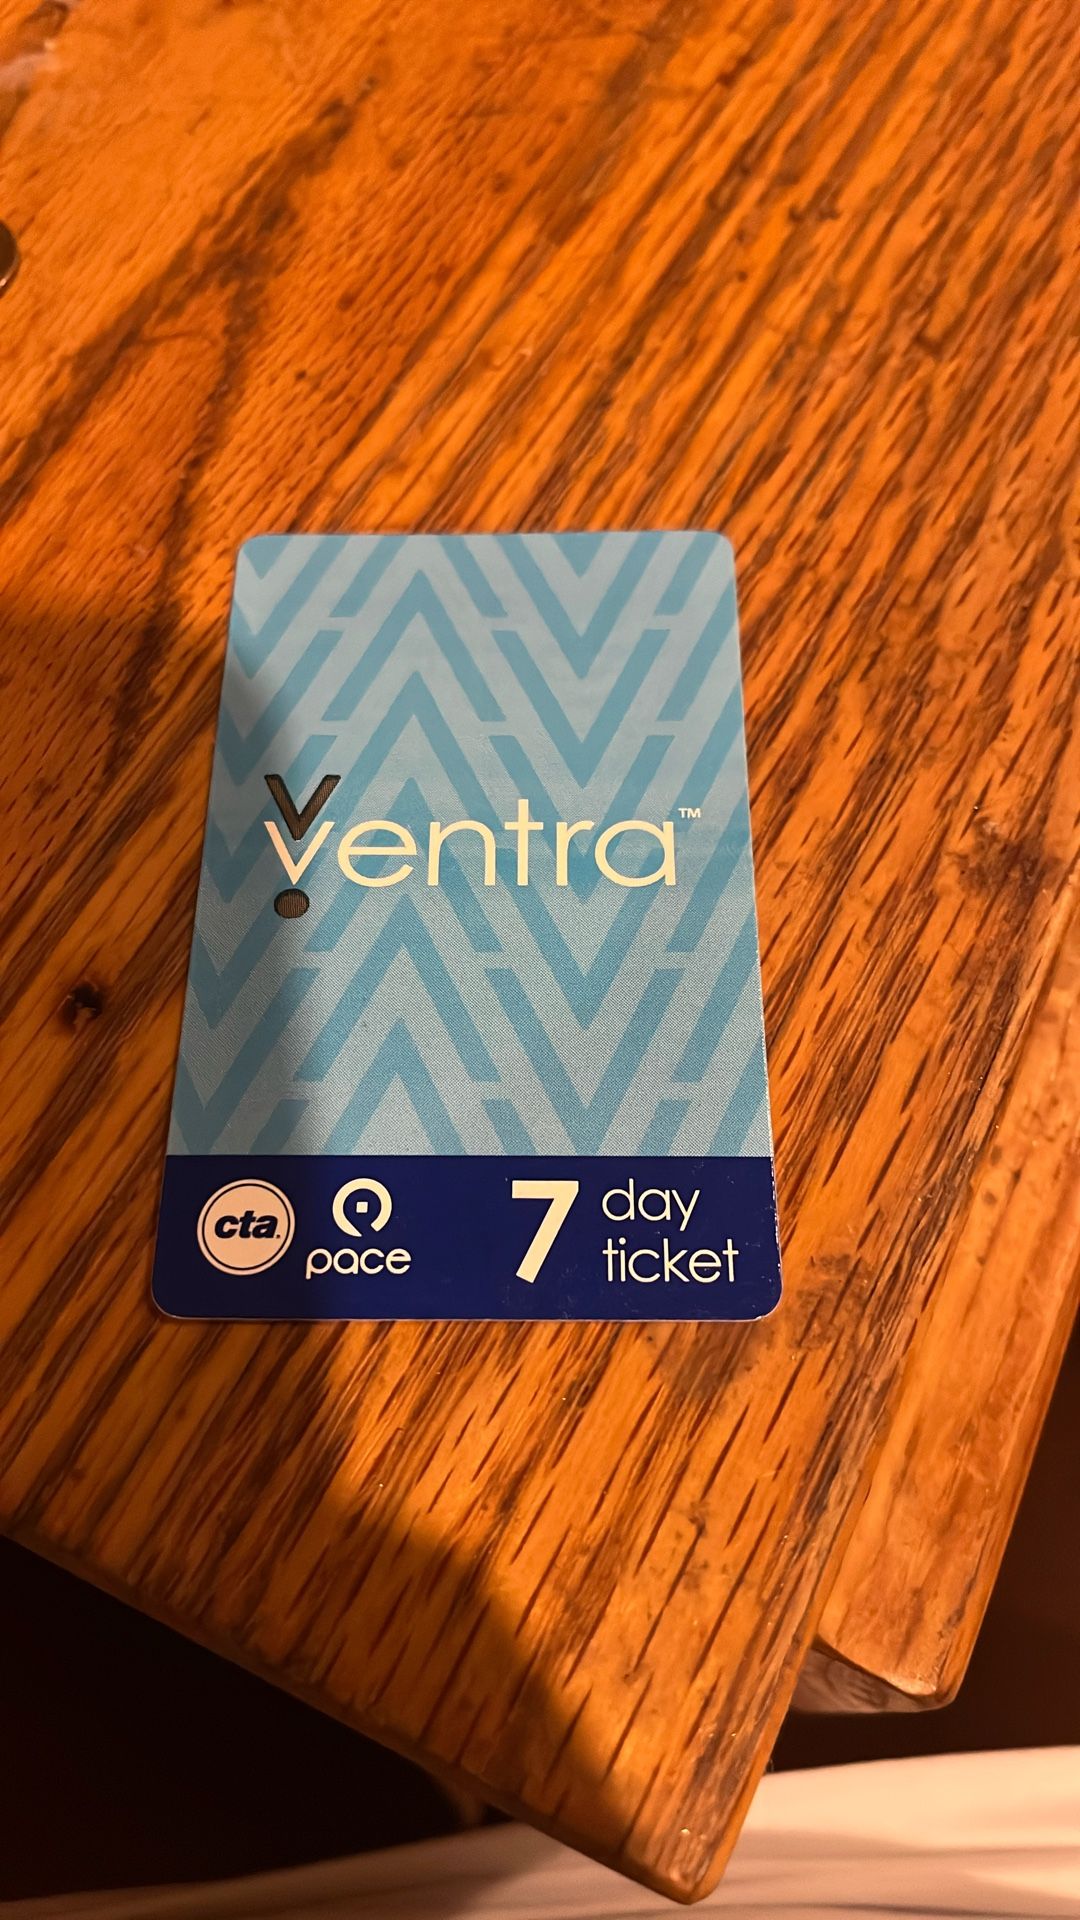 ventra™
cta
pace
7 day
ticket